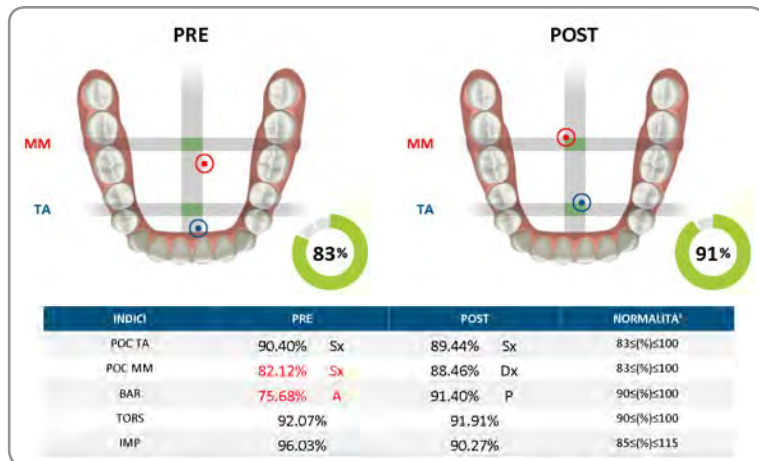 PRE POST
MM MM
TA TA
83% 91%
INDICI PRE POST NORMALITA'
POC TA 90.40% Sx 89.44% Sx 83≤(%)≤100
POC MM 82.12% Sx 88.46% Dx 83≤(%)≤100
BAR 75.68% A 91.40% P 90≤(%)≤100
TORS 92.07% 91.91% 90≤(%)≤100
IMP 96.03% 90.27% 85≤(%)≤115